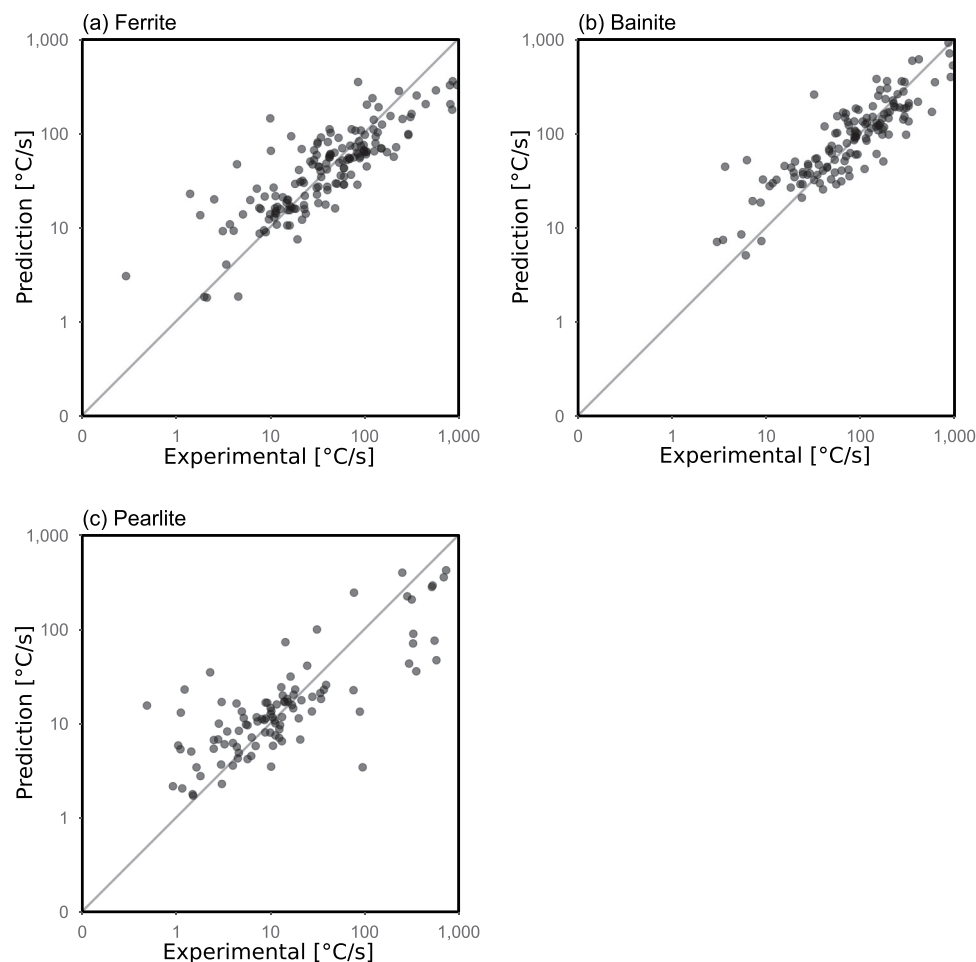 (a) Ferrite
1,000
100
10
1
0
Prediction [°C/s]
0 1 10 100 1,000
Experimental [°C/s]
(b) Bainite
1,000
100
10
1
0
Prediction [°C/s]
0 1 10 100 1,000
Experimental [°C/s]
(c) Pearlite
1,000
100
10
1
0
Prediction [°C/s]
0 1 10 100 1,000
Experimental [°C/s]